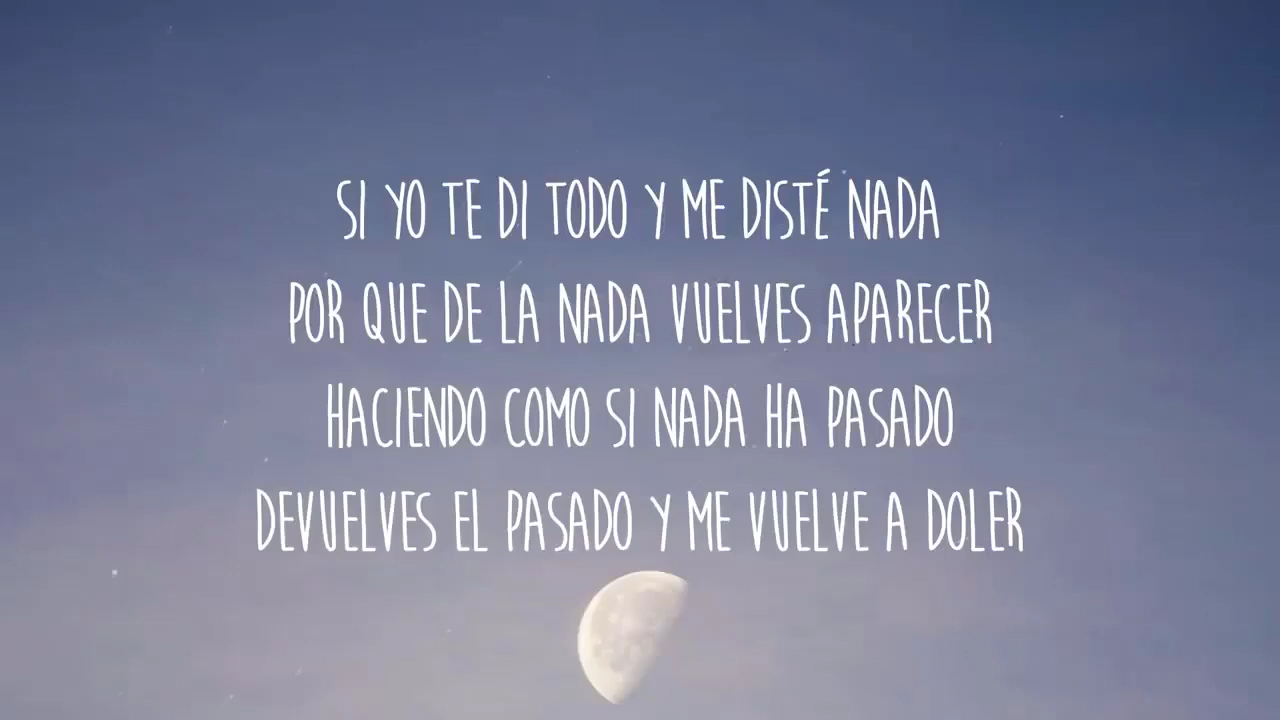 SI YO TE DI TODO Y ME DISTÉ NADA
POR QUE DE LA NADA VUELVES APARECER
HACIENDO COMO SI NADA HA PASADO
DEVUELVES EL PASADO Y ME VUELVE A DOLER